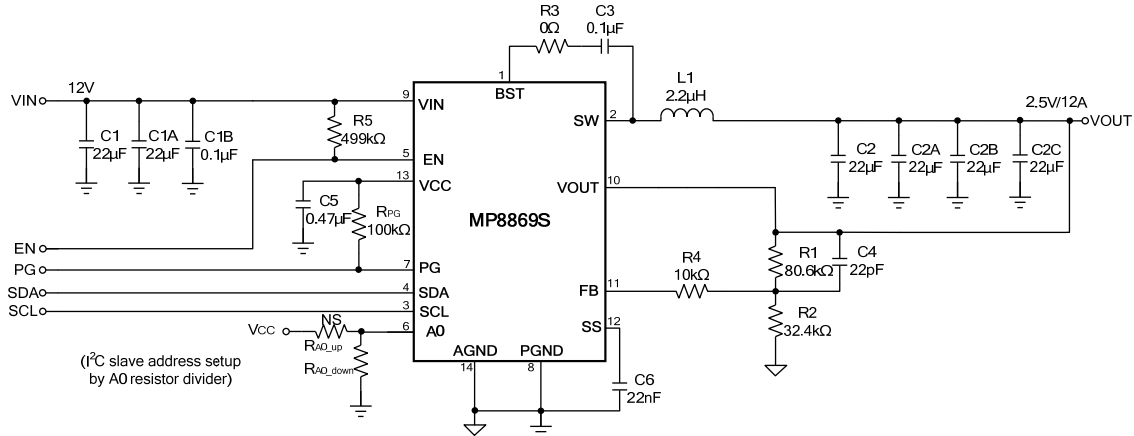 R3
0Ω
C3
0.1µF
1
BST
VIN
12V
9
VIN
C1
22µF
C1A
22µF
C1B
0.1µF
R5
499kΩ
5
EN
13
VCC
C5
0.47µF
RPG
100kΩ
EN
PG
7
PG
SDA
4
SDA
SCL
3
SCL
VCC
NS
6
A0
RA0_up
RA0_down
(I²C slave address setup
by A0 resistor divider)
MP8869S
SW
2
L1
2.2µH
2.5V/12A
VOUT
C2
22µF
C2A
22µF
C2B
22µF
C2C
22µF
VOUT
10
R1
80.6kΩ
C4
22pF
R4
10kΩ
FB
11
R2
32.4kΩ
SS
12
AGND
PGND
14
8
C6
22nF